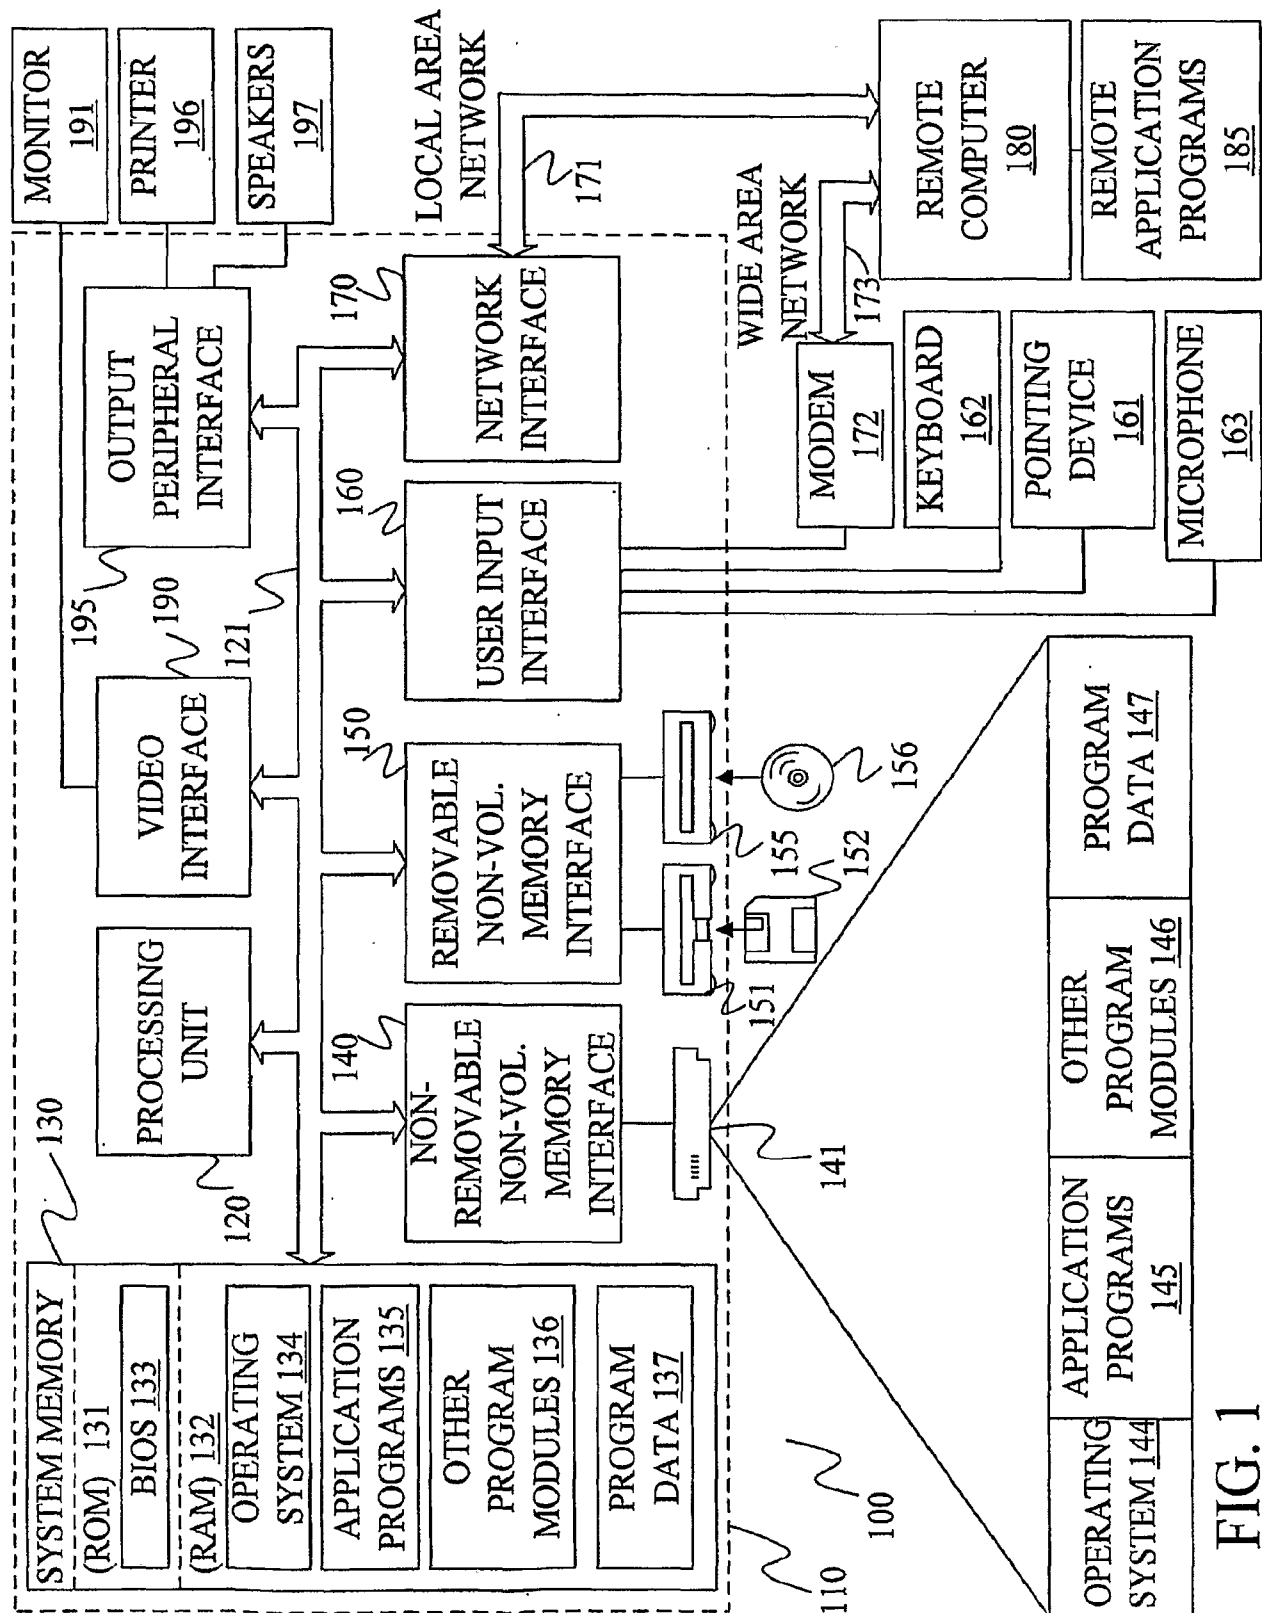 SYSTEM MEMORY
(ROM) 131
BIOS 133
(RAM) 132
OPERATING
SYSTEM 134
APPLICATION
PROGRAMS 135
OTHER
PROGRAM
MODULES 136
PROGRAM
DATA 137
130
120
PROCESSING
UNIT
VIDEO
INTERFACE
190
121
195
OUTPUT
PERIPHERAL
INTERFACE
MONITOR
191
PRINTER
196
SPEAKERS
197
140
NON-
REMOVABLE
NON-VOL.
MEMORY
INTERFACE
150
REMOVABLE
NON-VOL.
MEMORY
INTERFACE
160
USER INPUT
INTERFACE
170
NETWORK
INTERFACE
LOCAL AREA
NETWORK
171
WIDE AREA
NETWORK
173
141
151
152
155
156
MODEM
172
KEYBOARD
162
POINTING
DEVICE
161
MICROPHONE
163
REMOTE
COMPUTER
180
REMOTE
APPLICATION
PROGRAMS
185
110
100
OPERATING
SYSTEM 144
APPLICATION
PROGRAMS
145
OTHER
PROGRAM
MODULES 146
PROGRAM
DATA 147
FIG. 1